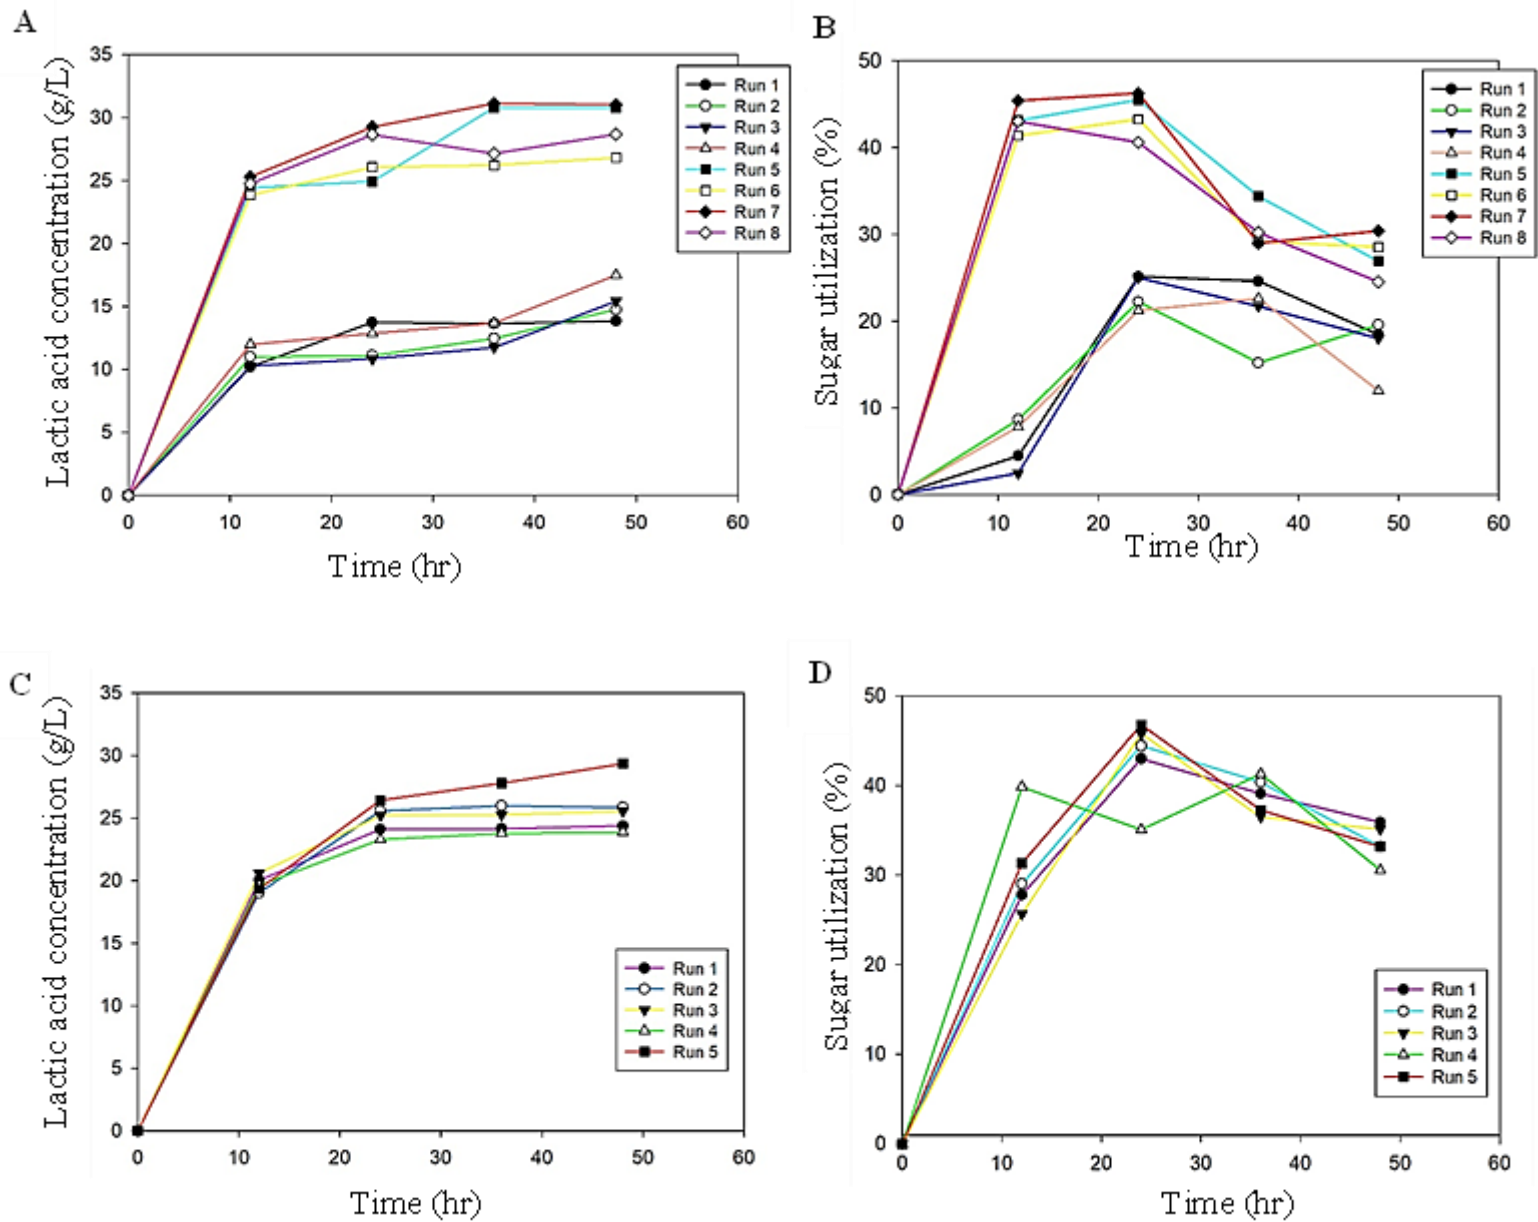 A
Lactic acid concentration (g/L)
35
30
25
20
15
10
5
0
0 10 20 30 40 50 60
Time (hr)
Run 1
Run 2
Run 3
Run 4
Run 5
Run 6
Run 7
Run 8
B
Sugar utilization (%)
50
40
30
20
10
0
0 10 20 30 40 50 60
Time (hr)
Run 1
Run 2
Run 3
Run 4
Run 5
Run 6
Run 7
Run 8
C
Lactic acid concentration (g/L)
35
30
25
20
15
10
5
0
0 10 20 30 40 50 60
Time (hr)
Run 1
Run 2
Run 3
Run 4
Run 5
D
Sugar utilization (%)
50
40
30
20
10
0
0 10 20 30 40 50 60
Time (hr)
Run 1
Run 2
Run 3
Run 4
Run 5